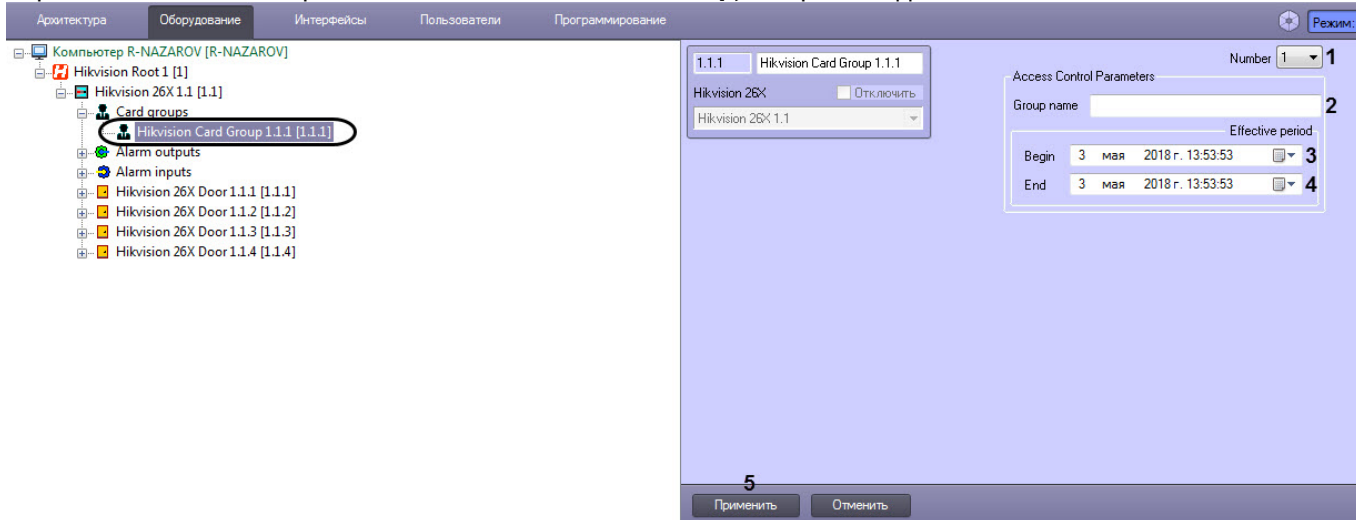 Архитектура Оборудование Интерфейсы Пользователи Программирование Режим:
Компьютер R-NAZAROV [R-NAZAROV]
Hikvision Root 1 [1]
Hikvision 26X 1.1 [1.1]
Card groups
Hikvision Card Group 1.1.1 [1.1.1]
Alarm outputs
Alarm inputs
Hikvision 26X Door 1.1.1 [1.1.1]
Hikvision 26X Door 1.1.2 [1.1.2]
Hikvision 26X Door 1.1.3 [1.1.3]
Hikvision 26X Door 1.1.4 [1.1.4]
1.1.1 Hikvision Card Group 1.1.1
Hikvision 26X Отключить
Hikvision 26X 1.1
Number 1 1
Access Control Parameters
Group name 2
Effective period
Begin 3 мая 2018 г. 13:53:53 3
End 3 мая 2018 г. 13:53:53 4
5
Применить Отменить